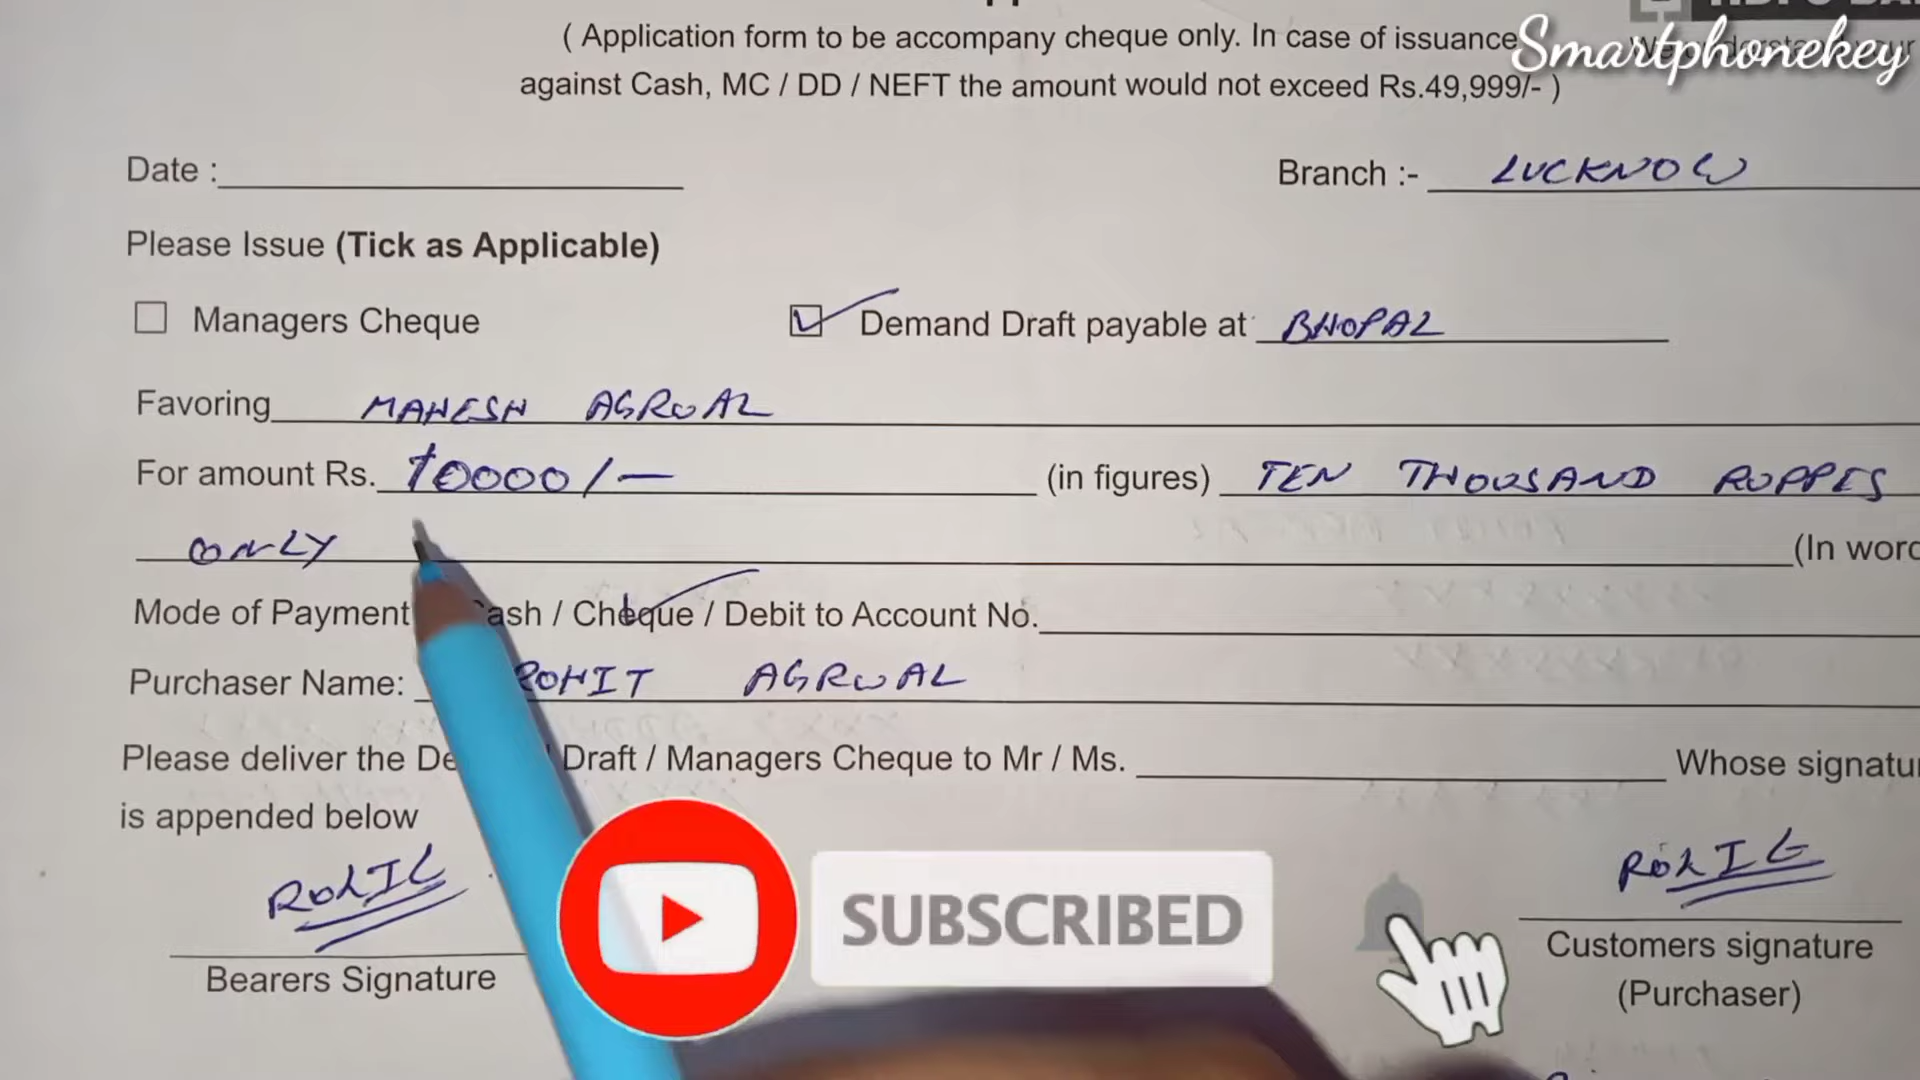 ( Application form to be accompany cheque only. In case of issuance
Smartphonekey
against Cash, MC / DD / NEFT the amount would not exceed Rs.49,999/- )
Date : Branch :- LUCKNOW
Please Issue (Tick as Applicable)
Managers Cheque Demand Draft payable at BHOPAL
Favoring MAHESH AGRWAL
For amount Rs. 10000/- (in figures) TEN THOUSAND RUPPES
ONLY (In word
Mode of Payment Cash / Cheque / Debit to Account No.
Purchaser Name: ROHIT AGRWAL
Please deliver the De Draft / Managers Cheque to Mr / Ms. Whose signatu
is appended below
SUBSCRIBED
Bearers Signature Customers signature
(Purchaser)